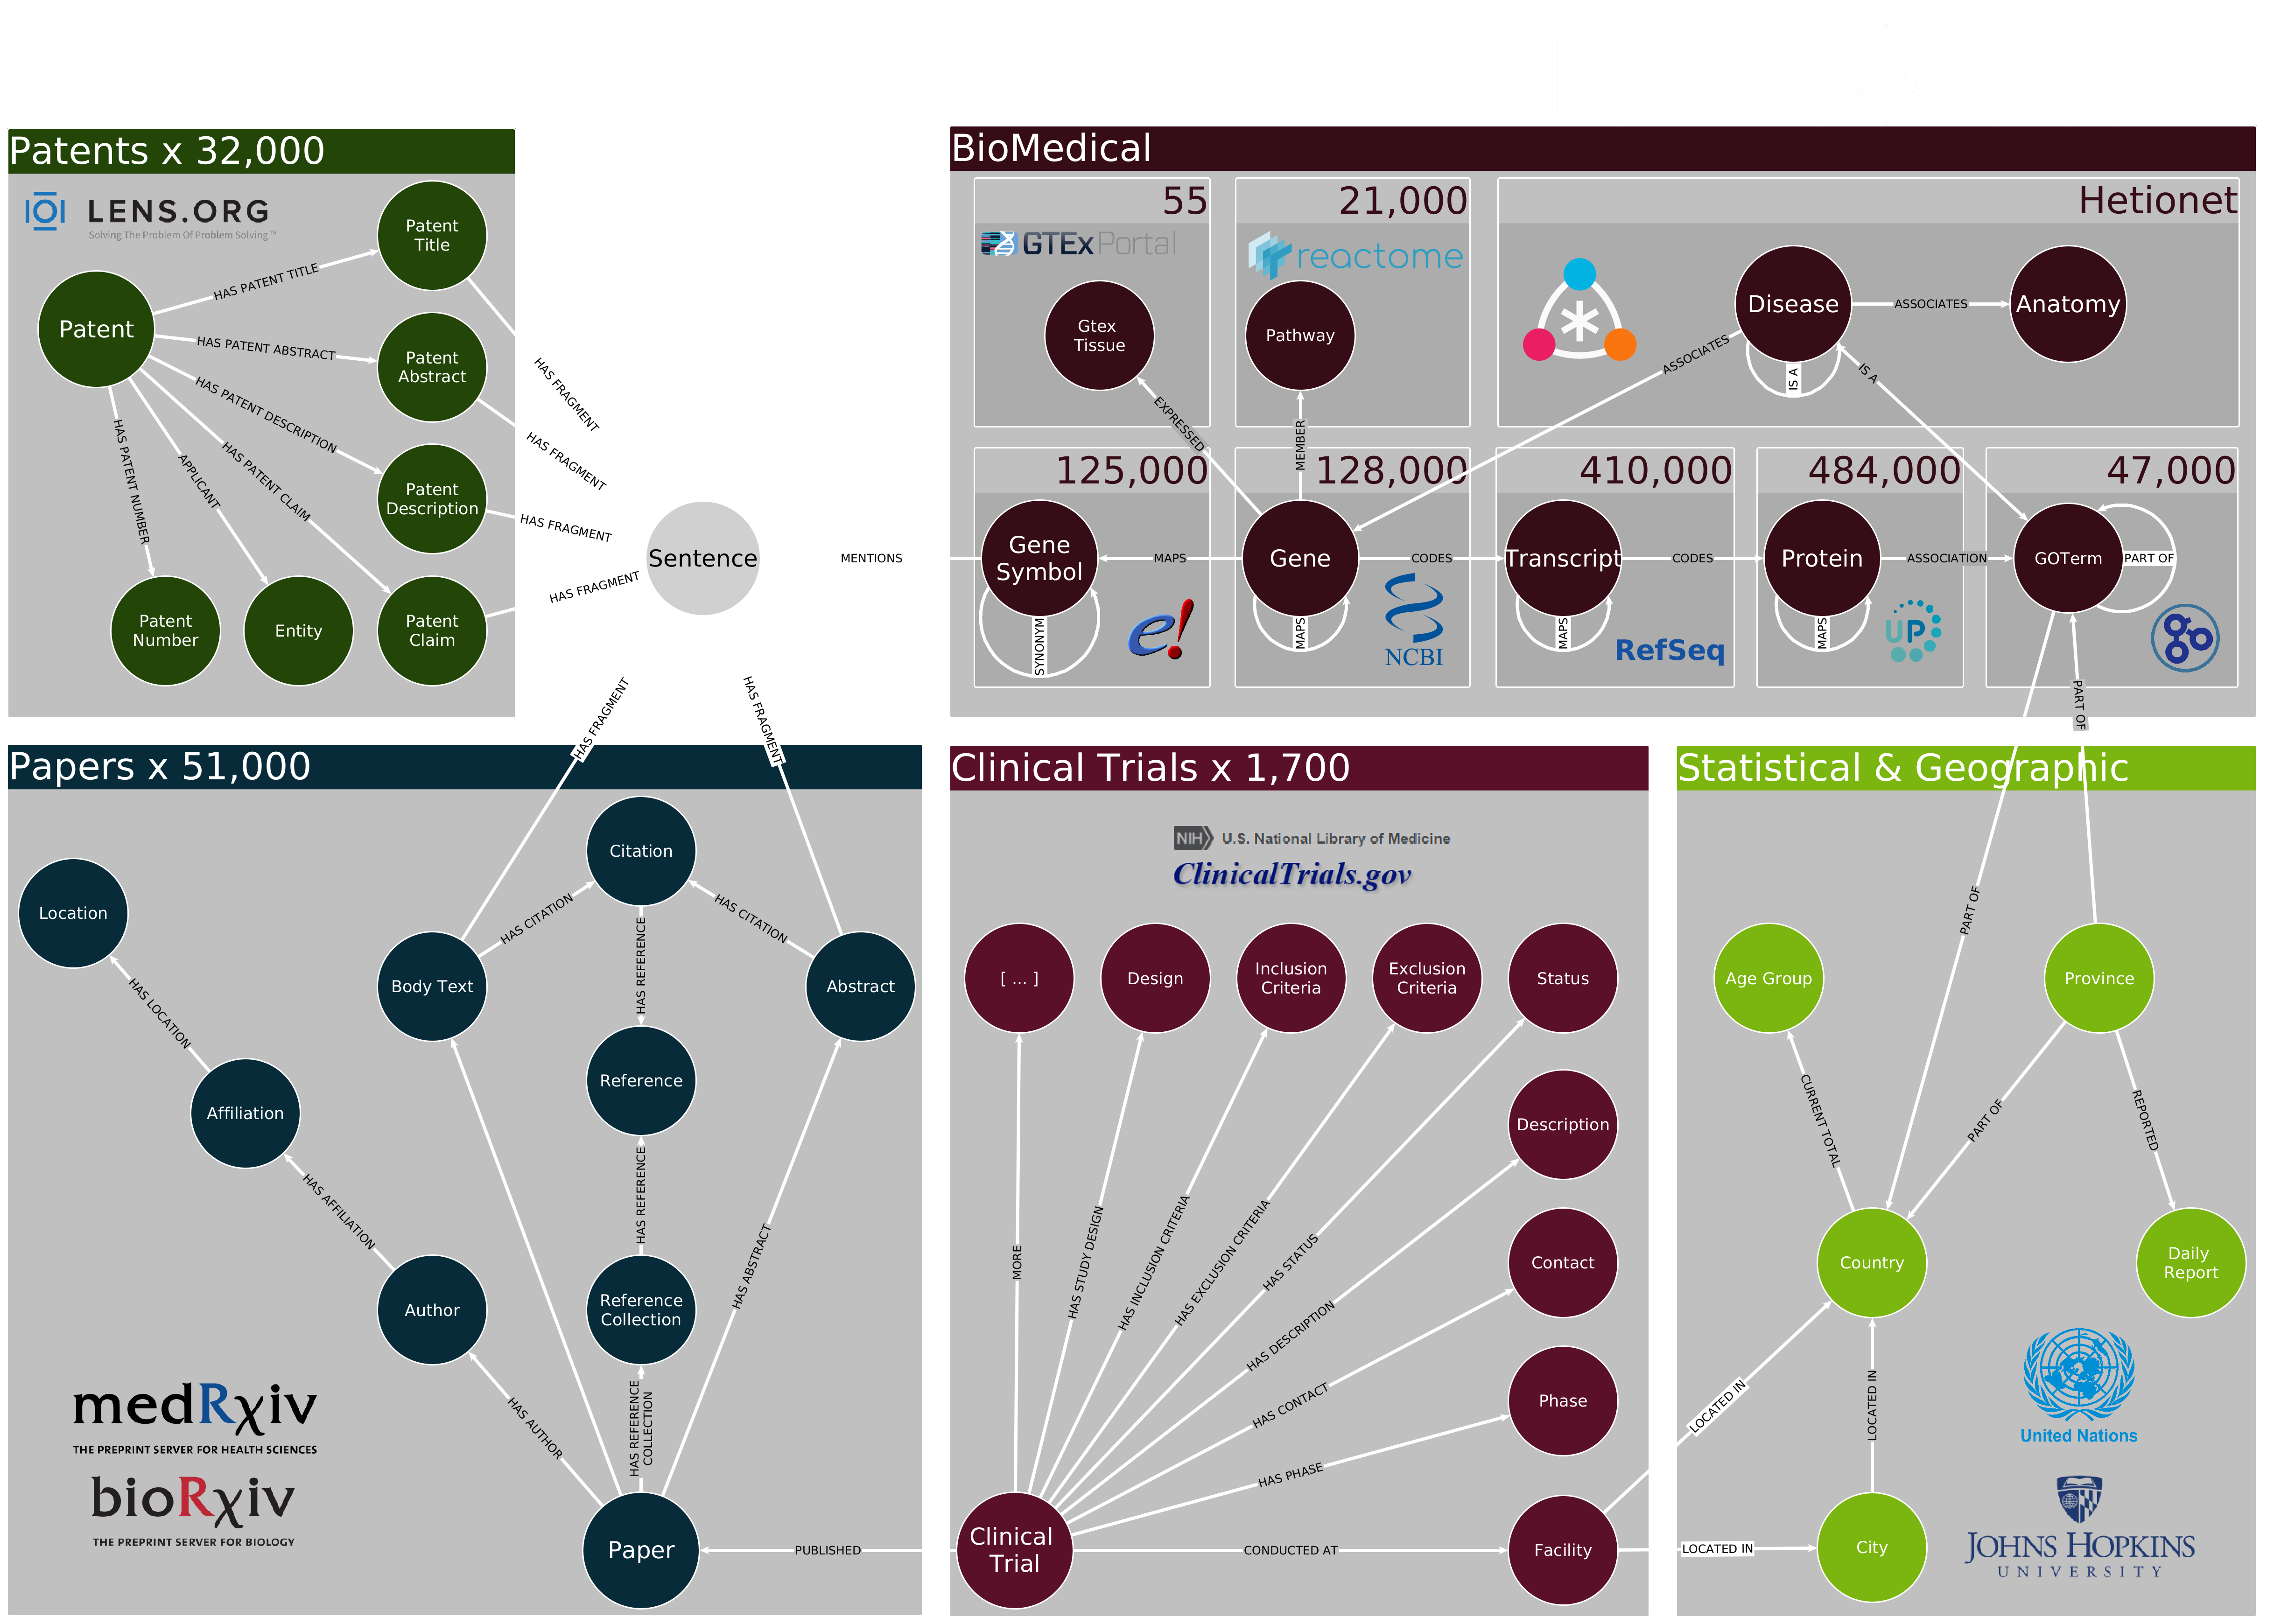 Patents x 32,000
LENS.ORG
Solving The Problem Of Problem Solving™
Patent
Title
HAS PATENT TITLE
Patent
HAS PATENT ABSTRACT
Patent
Abstract
HAS PATENT DESCRIPTION
Patent
Description
HAS PATENT CLAIM
APPLICANT
HAS PATENT NUMBER
Patent
Number
Entity
Patent
Claim
HAS FRAGMENT
HAS FRAGMENT
HAS FRAGMENT
HAS FRAGMENT
Sentence
MENTIONS
HAS FRAGMENT
HAS FRAGMENT
BioMedical
55
GTEx Portal
Gtex
Tissue
21,000
reactome
Pathway
Hetionet
Disease
ASSOCIATES
Anatomy
ASSOCIATES
IS A
IS A
EXPRESSED
MEMBER
125,000
Gene
Symbol
SYNONYM
e!
MAPS
128,000
Gene
MAPS
NCBI
CODES
410,000
Transcript
MAPS
RefSeq
CODES
484,000
Protein
MAPS
UP
ASSOCIATION
47,000
GOTerm
PART OF
go
PART OF
Papers x 51,000
Citation
Location
HAS CITATION
HAS CITATION
HAS REFERENCE
Body Text
Abstract
HAS LOCATION
Reference
Affiliation
HAS REFERENCE
HAS AFFILIATION
HAS ABSTRACT
Author
Reference
Collection
HAS AUTHOR
HAS REFERENCE
COLLECTION
medRxiv
THE PREPRINT SERVER FOR HEALTH SCIENCES
bioRxiv
THE PREPRINT SERVER FOR BIOLOGY
Paper
PUBLISHED
Clinical Trials x 1,700
NIH U.S. National Library of Medicine
ClinicalTrials.gov
[ ... ]
Design
Inclusion
Criteria
Exclusion
Criteria
Status
Description
Contact
Phase
MORE
HAS STUDY DESIGN
HAS INCLUSION CRITERIA
HAS EXCLUSION CRITERIA
HAS STATUS
HAS DESCRIPTION
HAS CONTACT
HAS PHASE
Clinical
Trial
CONDUCTED AT
Facility
Statistical & Geographic
PART OF
Age Group
Province
CURRENT TOTAL
PART OF
REPORTED
Country
Daily
Report
LOCATED IN
LOCATED IN
United Nations
LOCATED IN
City
JOHNS HOPKINS
UNIVERSITY